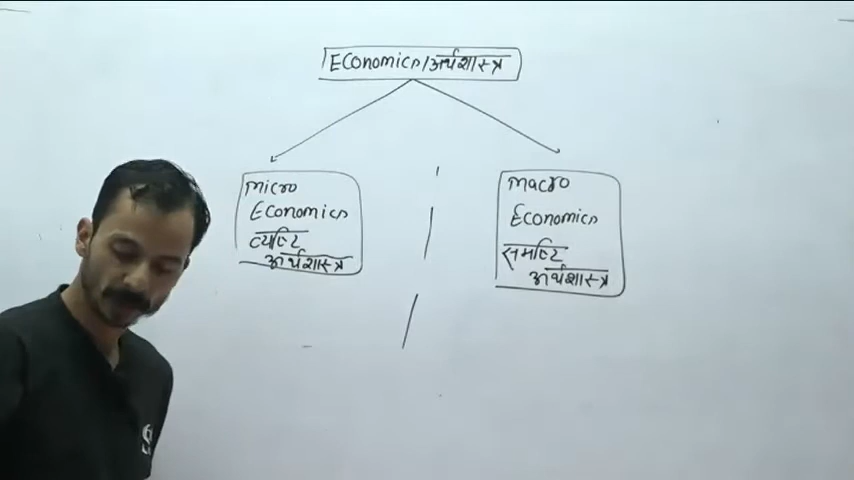 Economics/अर्थशास्त्र
Micro
Economics
व्यष्टि
अर्थशास्त्र
Macro
Economics
समष्टि
अर्थशास्त्र